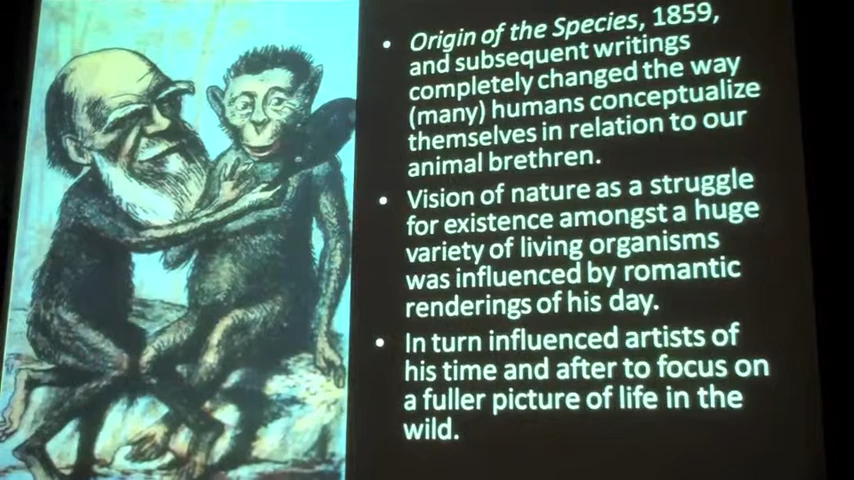 • Origin of the Species, 1859,
and subsequent writings
completely changed the way
(many) humans conceptualize
themselves in relation to our
animal brethren.
• Vision of nature as a struggle
for existence amongst a huge
variety of living organisms
was influenced by romantic
renderings of his day.
• In turn influenced artists of
his time and after to focus on
a fuller picture of life in the
wild.